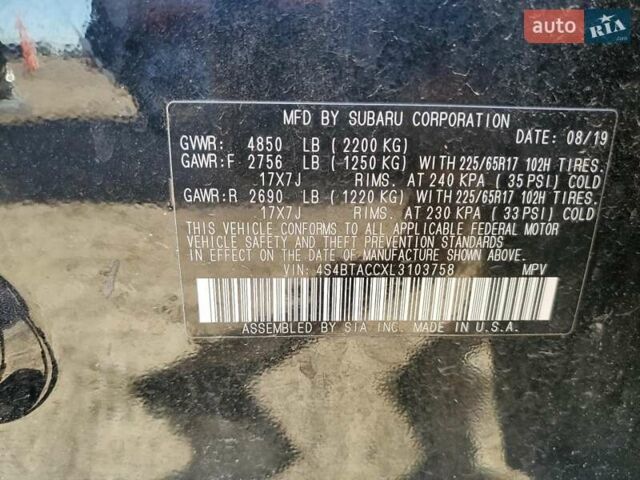 auto RIA .com
MFD BY SUBARU CORPORATION
GVWR: 4850 LB (2200 KG) DATE: 08/19
GAWR:F 2756 LB (1250 KG) WITH 225/65R17 102H TIRES.
17X7J RIMS. AT 240 KPA (35 PSI) COLD
GAWR:R 2690 LB (1220 KG) WITH 225/65R17 102H TIRES.
17X7J RIMS. AT 230 KPA (33 PSI) COLD
THIS VEHICLE CONFORMS TO ALL APPLICABLE FEDERAL MOTOR
VEHICLE SAFETY AND THEFT PREVENTION STANDARDS
IN EFFECT ON THE DATE OF MANUFACTURE SHOWN ABOVE.
VIN: 4S4BTACCXL3103758 MPV
ASSEMBLED BY SIA INC. MADE IN U.S.A.